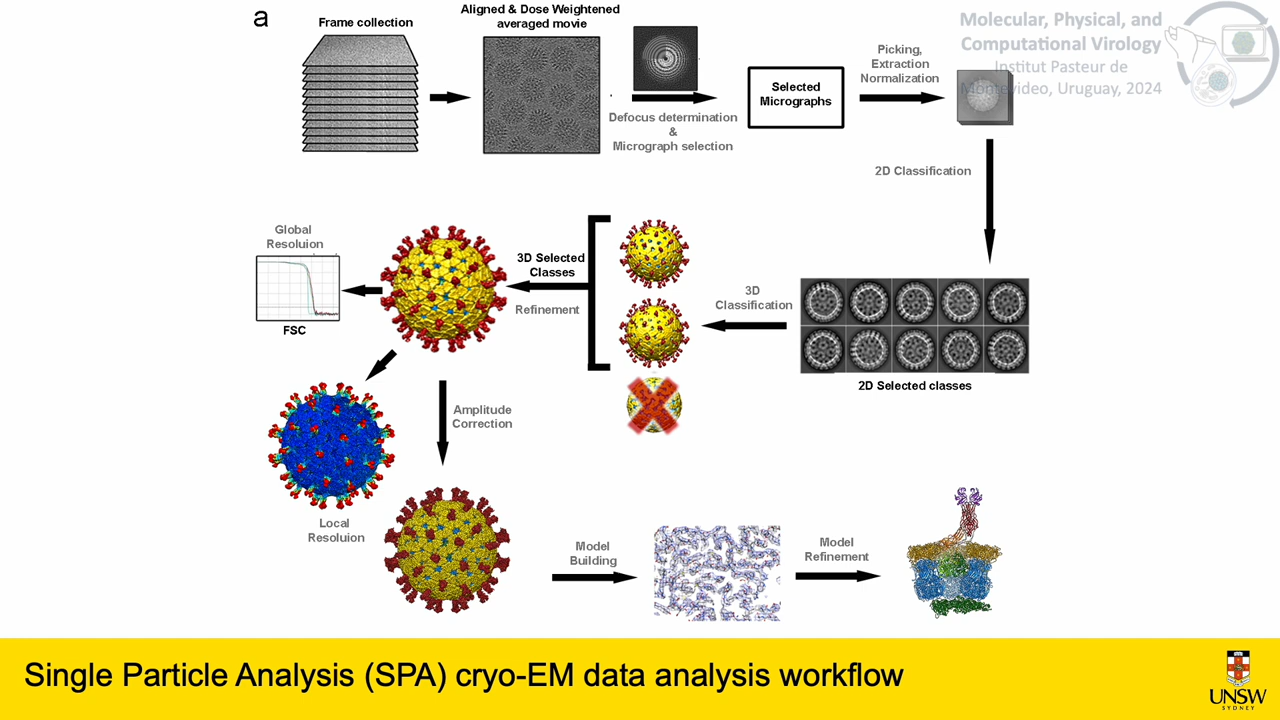 a
Frame collection
Aligned & Dose Weightened
averaged movie
Defocus determination
&
Micrograph selection
Selected
Micrographs
Picking,
Extraction
Normalization
Molecular, Physical, and
Computational Virology
Institut Pasteur de
Montevideo, Uruguay, 2024
2D Classification
2D Selected classes
3D
Classification
3D Selected
Classes
Refinement
Global
Resoluion
FSC
Local
Resoluion
Amplitude
Correction
Model
Building
Model
Refinement
Single Particle Analysis (SPA) cryo-EM data analysis workflow
UNSW
SYDNEY